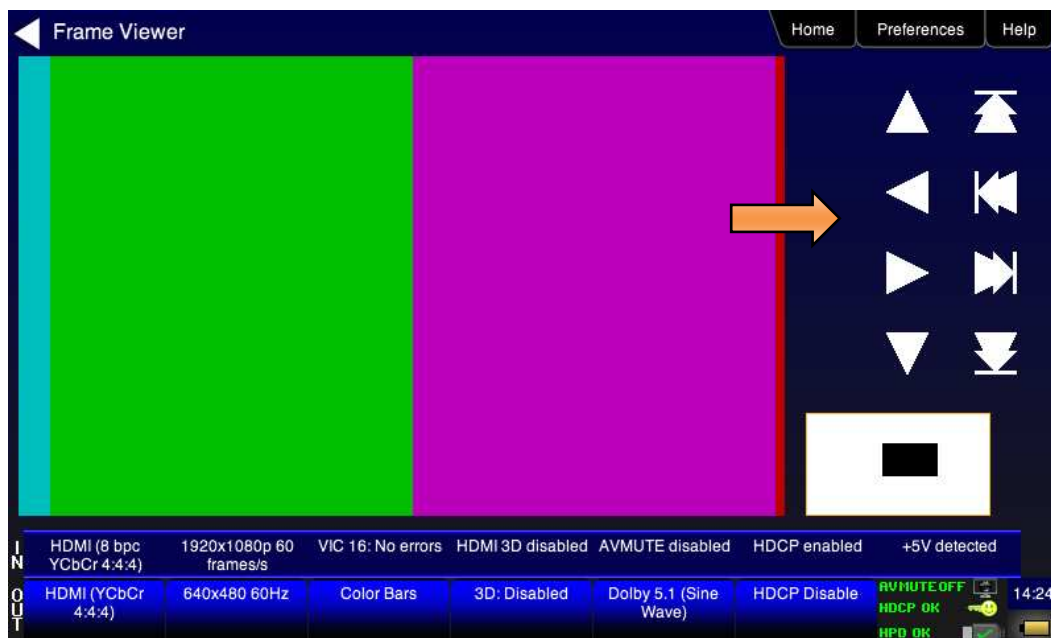 Frame Viewer
Home
Preferences
Help
IN
HDMI (8 bpc
YCbCr 4:4:4)
1920x1080p 60
frames/s
VIC 16: No errors
HDMI 3D disabled
AVMUTE disabled
HDCP enabled
+5V detected
OUT
HDMI (YCbCr
4:4:4)
640x480 60Hz
Color Bars
3D: Disabled
Dolby 5.1 (Sine
Wave)
HDCP Disable
AVMUTE OFF
HDCP OK
HPD OK
14:24